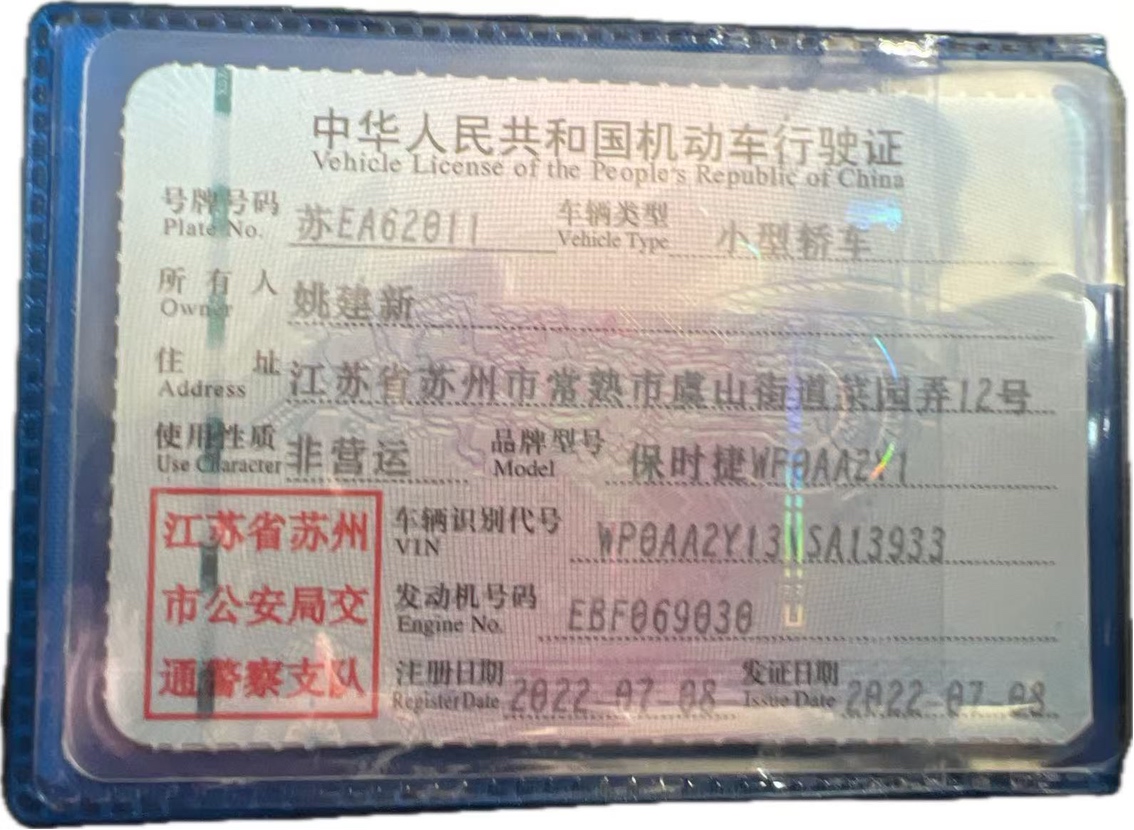 中华人民共和国机动车行驶证
Vehicle License of the People's Republic of China
号牌号码 苏EA62011 车辆类型 小型轿车
Plate No. Vehicle Type
所有人 姚建新
Owner
住址 江苏省苏州市常熟市虞山街道菜园弄12号
Address
使用性质 非营运 品牌型号 保时捷WP0AA2Y1
Use Character Model
江苏省苏州
市公安局交
通警察支队
车辆识别代号 WP0AA2Y13NSA13933
VIN
发动机号码 EBF069030
Engine No.
注册日期 2022-07-08 发证日期 2022-07-08
Register Date Issue Date